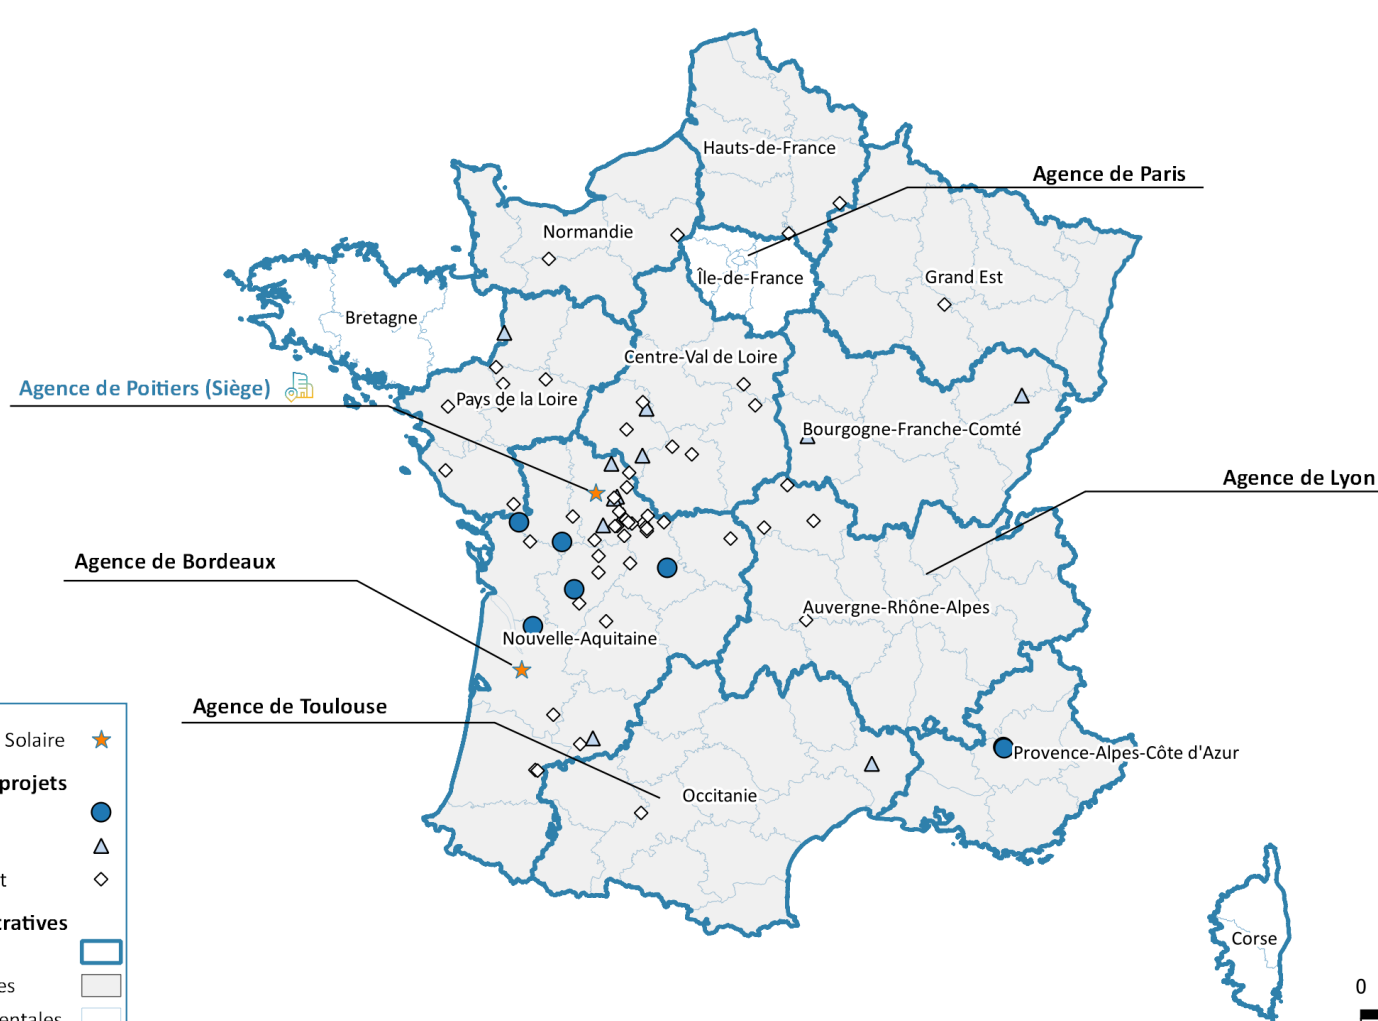 Hauts-de-France
Agence de Paris
Normandie
Île-de-France
Grand Est
Bretagne
Centre-Val de Loire
Agence de Poitiers (Siège)
Pays de la Loire
Bourgogne-Franche-Comté
Agence de Lyon
Agence de Bordeaux
Auvergne-Rhône-Alpes
Nouvelle-Aquitaine
Agence de Toulouse
Solaire
Provence-Alpes-Côte d'Azur
projets
Occitanie
t
ratives
Corse
es
0
entales